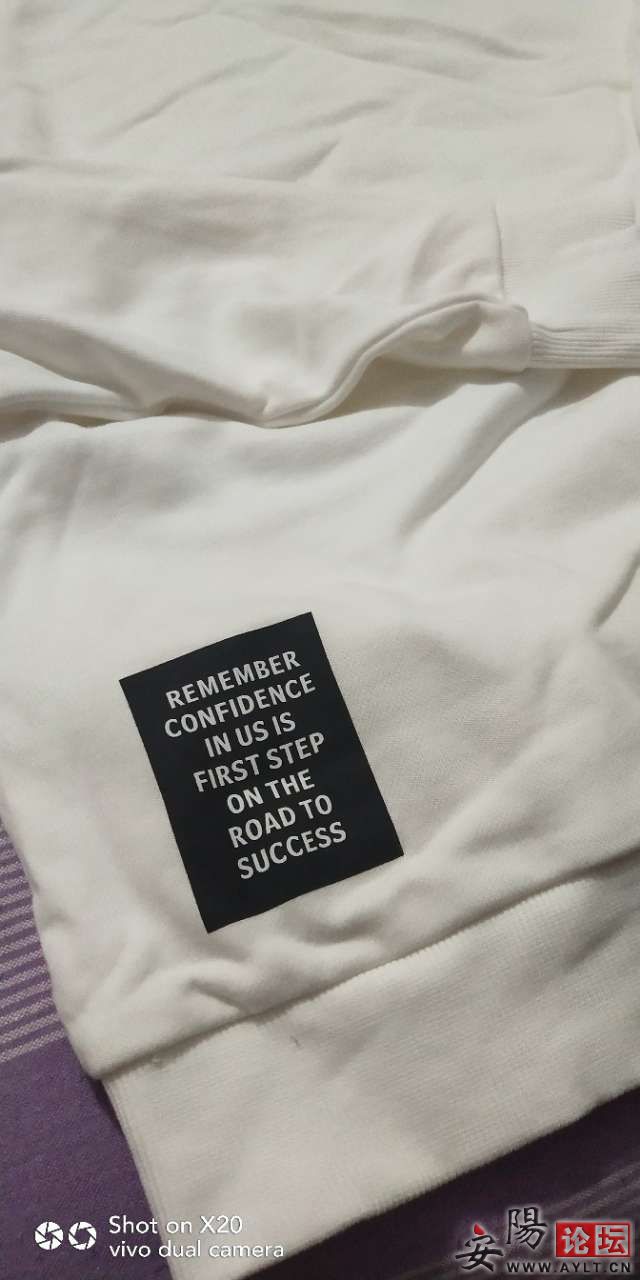 REMEMBER
CONFIDENCE
IN US IS
FIRST STEP
ON THE
ROAD TO
SUCCESS
Shot on X20
vivo dual camera
安陽论坛
WWW.AYLT.CN